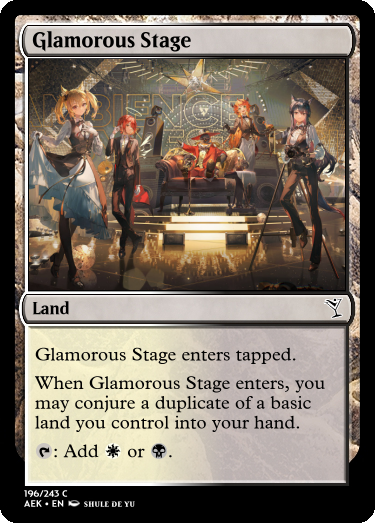 Glamorous Stage
AMBIENCE
Land
Glamorous Stage enters tapped.
When Glamorous Stage enters, you
may conjure a duplicate of a basic
land you control into your hand.
: Add or .
196/243 C
AEK • EN SHULE DE YU